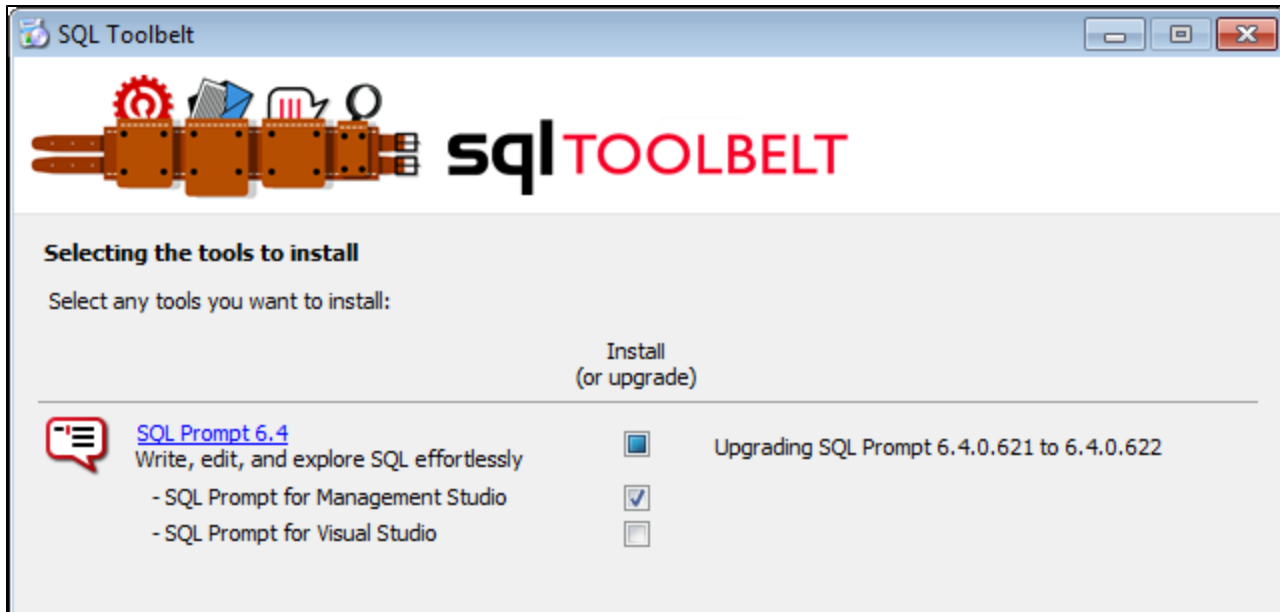 SQL Toolbelt
sql TOOLBELT
Selecting the tools to install
Select any tools you want to install:
Install
(or upgrade)
SQL Prompt 6.4
Write, edit, and explore SQL effortlessly
Upgrading SQL Prompt 6.4.0.621 to 6.4.0.622
- SQL Prompt for Management Studio
- SQL Prompt for Visual Studio